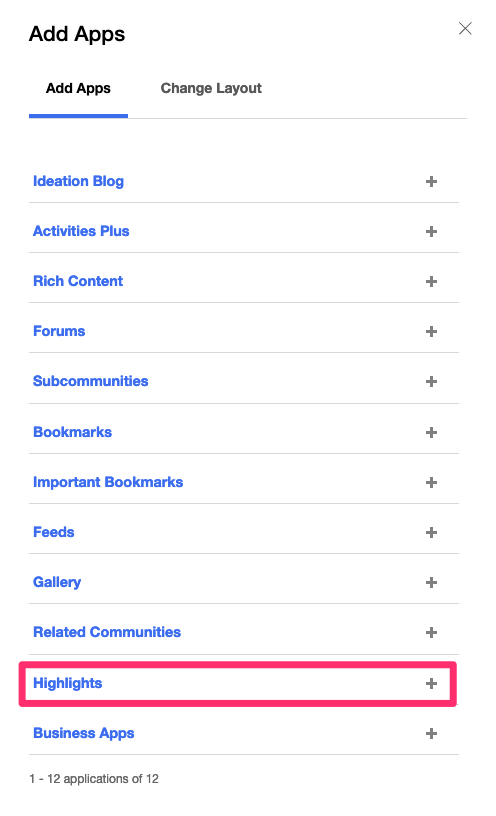 Add Apps
Add Apps Change Layout
Ideation Blog
Activities Plus
Rich Content
Forums
Subcommunities
Bookmarks
Important Bookmarks
Feeds
Gallery
Related Communities
Highlights
Business Apps
1 - 12 applications of 12